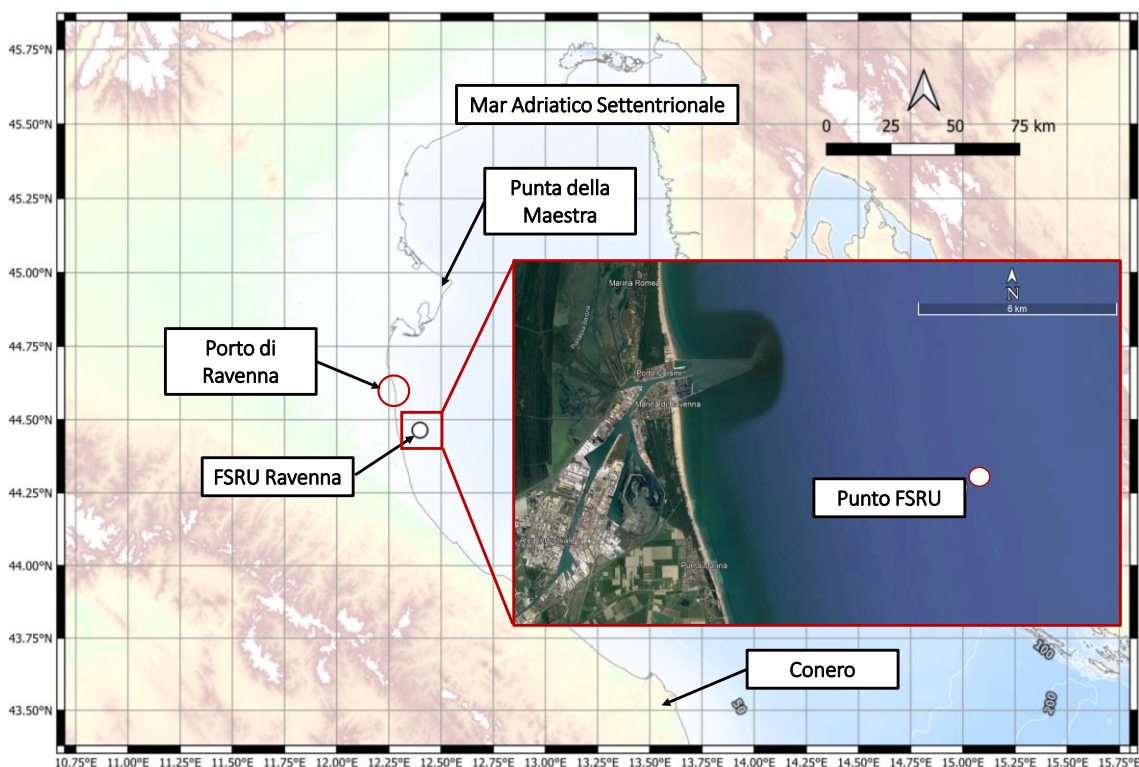 45.75°N
45.50°N
45.25°N
45.00°N
44.75°N
44.50°N
44.25°N
44.00°N
43.75°N
43.50°N
Mar Adriatico Settentrionale
0 25 50 75 km
Punta della
Maestra
Porto di
Ravenna
FSRU Ravenna
Marina Romea
N
6 km
Porto Corsini
Marina di Ravenna
Punto FSRU
Punta Marina
Conero
50
100
200
10.75°E 11.00°E 11.25°E 11.50°E 11.75°E 12.00°E 12.25°E 12.50°E 12.75°E 13.00°E 13.25°E 13.50°E 13.75°E 14.00°E 14.25°E 14.50°E 14.75°E 15.00°E 15.25°E 15.50°E 15.75°E